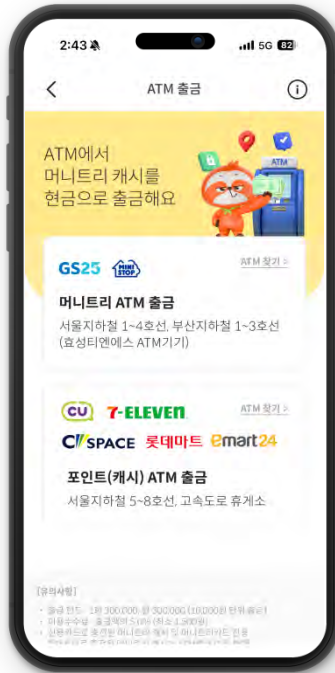 2:43
5G 82
ATM 출금
ATM에서
머니트리 캐시를
현금으로 출금해요
ATM
GS25 MINI STOP ATM 찾기 >
머니트리 ATM 출금
서울지하철 1~4호선, 부산지하철 1~3호선
(효성티엔에스 ATM기기)
CU 7-ELEVEn ATM 찾기 >
C SPACE 롯데마트 emart24
포인트(캐시) ATM 출금
서울지하철 5~8호선, 고속도로 휴게소
[유의사항]